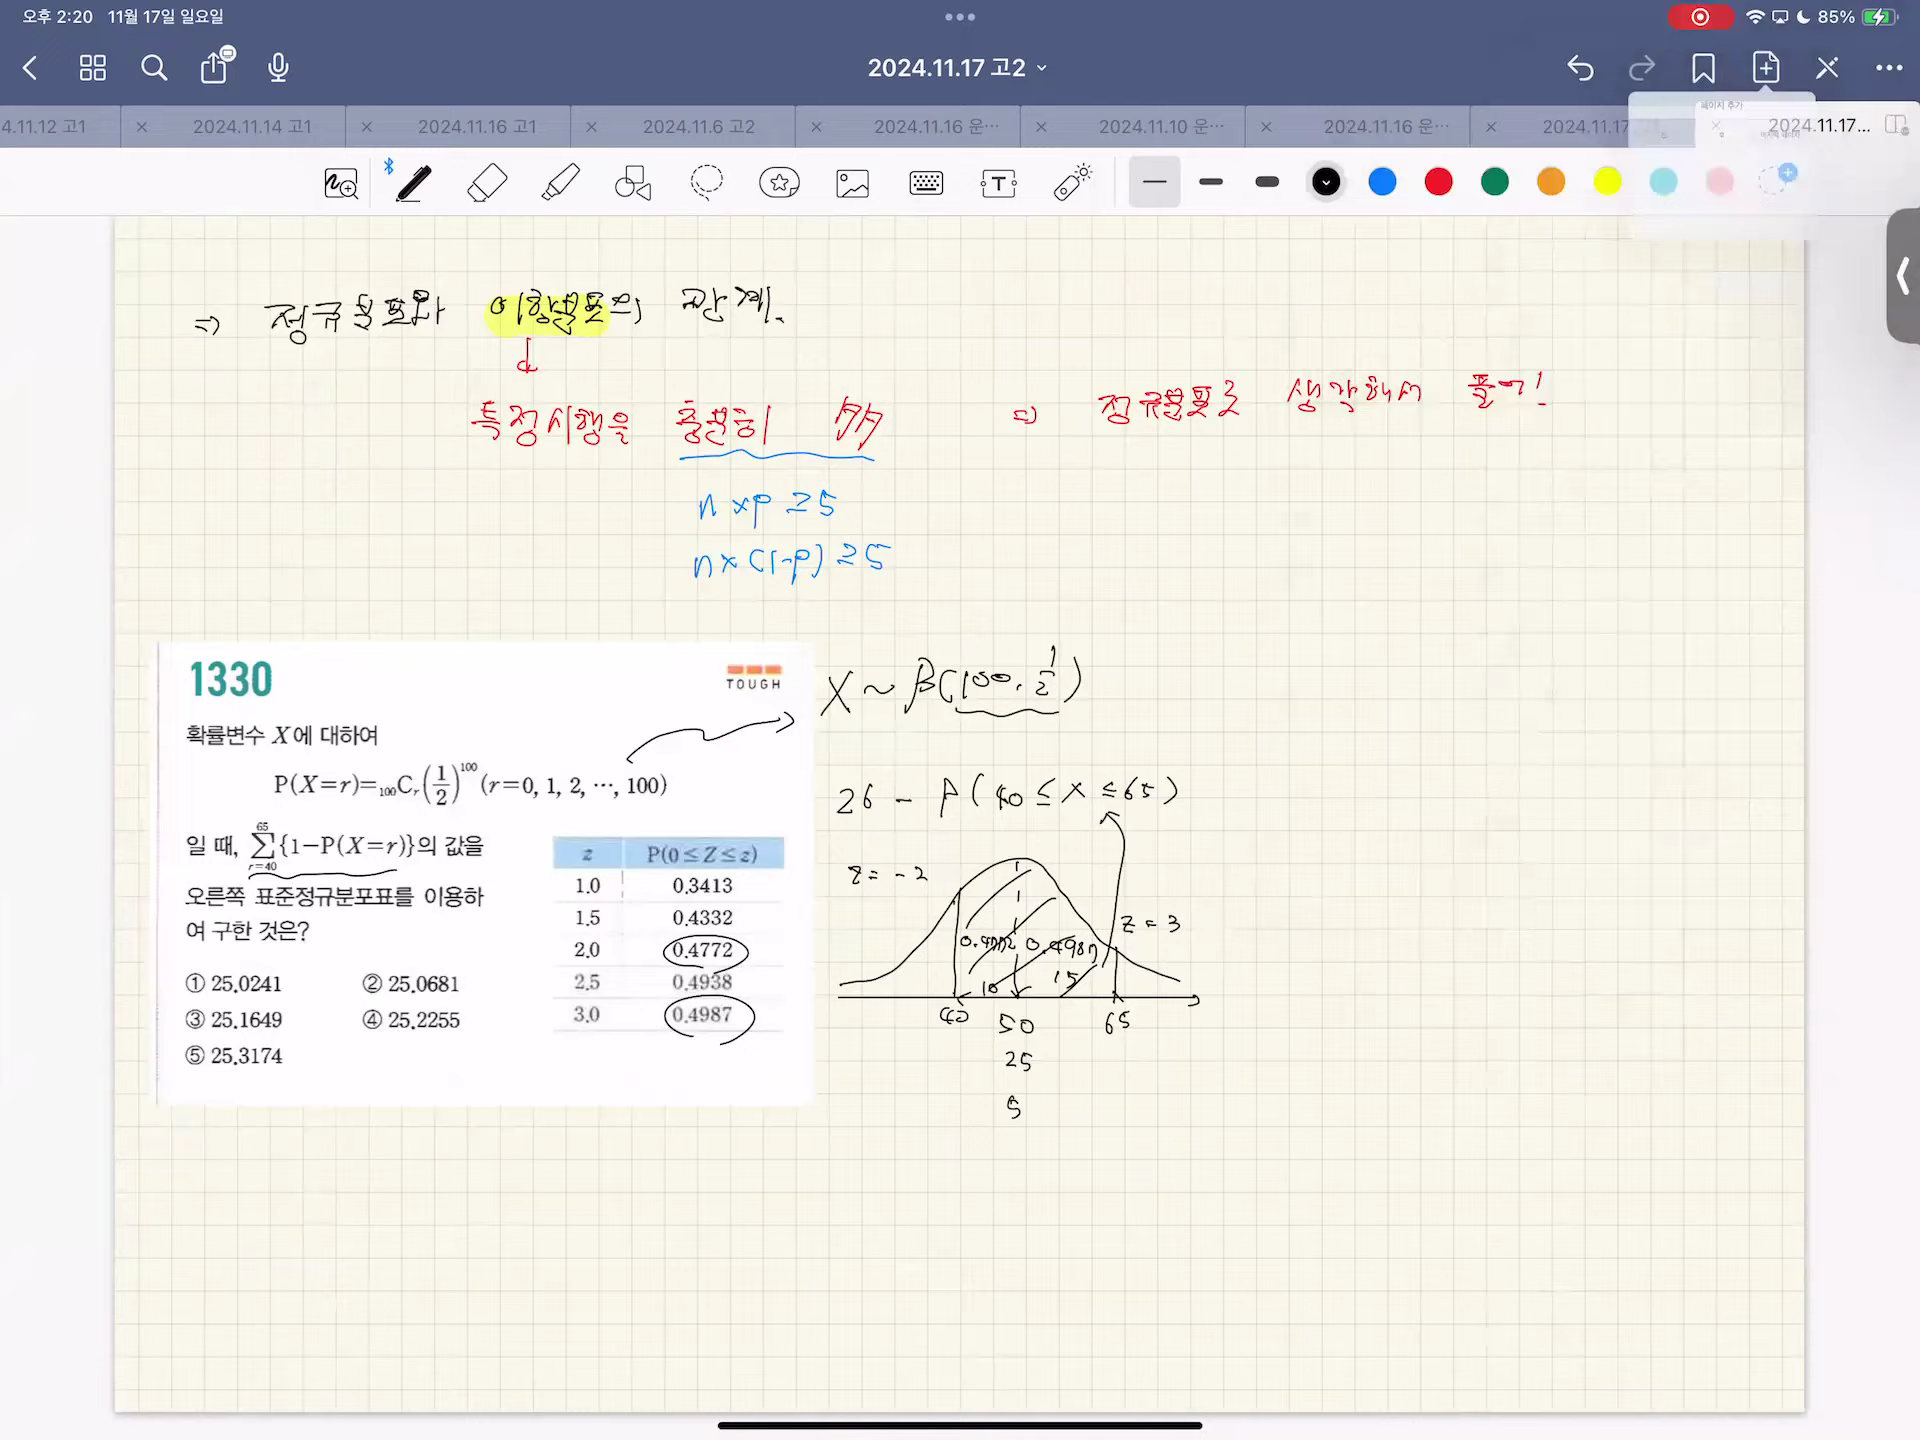 오후 2:20 11월 17일 일요일
85%
2024.11.17 고2
4.11.12 고1
2024.11.14 고1
2024.11.16 고1
2024.11.6 고2
2024.11.16 운…
2024.11.10 운…
2024.11.16 운…
2024.11.17
2024.11.17...
페이지 추가
⇒ 정규분포와 이항분포의 관계.
↓
특정시행을 충분히 多
⇒ 정규분포로 생각해서 풀기!
n×p ≥5
n×(1-p) ≥5
1330
TOUGH
확률변수 X에 대하여
P(X=r)=₁₀₀Cᵣ(1/2)¹⁰⁰ (r=0, 1, 2, …, 100)
일 때, 65 ∑ r=40 {1−P(X=r)}의 값을
오른쪽 표준정규분포표를 이용하
여 구한 것은?
① 25.0241 ② 25.0681
③ 25.1649 ④ 25.2255
⑤ 25.3174
z P(0≤Z≤z)
1.0 0.3413
1.5 0.4332
2.0 0.4772
2.5 0.4938
3.0 0.4987
X ~ B(100, 1/2)
26 - P(40 ≤ X ≤ 65)
z = -2
z = 3
0.4772 0.4987
10 15
40 50 65
25
5